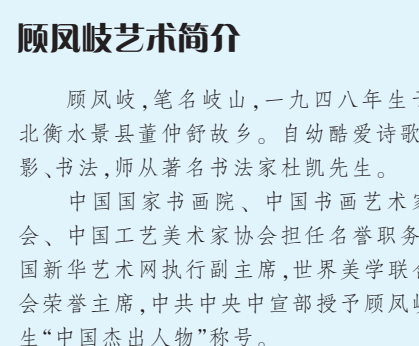 顾凤岐艺术简介
顾凤岐,笔名岐山,一九四八年生于
北衡水景县董仲舒故乡。自幼酷爱诗歌
影、书法,师从著名书法家杜凯先生。
中国国家书画院、中国书画艺术家
会、中国工艺美术家协会担任名誉职务
国新华艺术网执行副主席,世界美学联合
会荣誉主席,中共中央中宣部授予顾凤岐
生“中国杰出人物”称号。